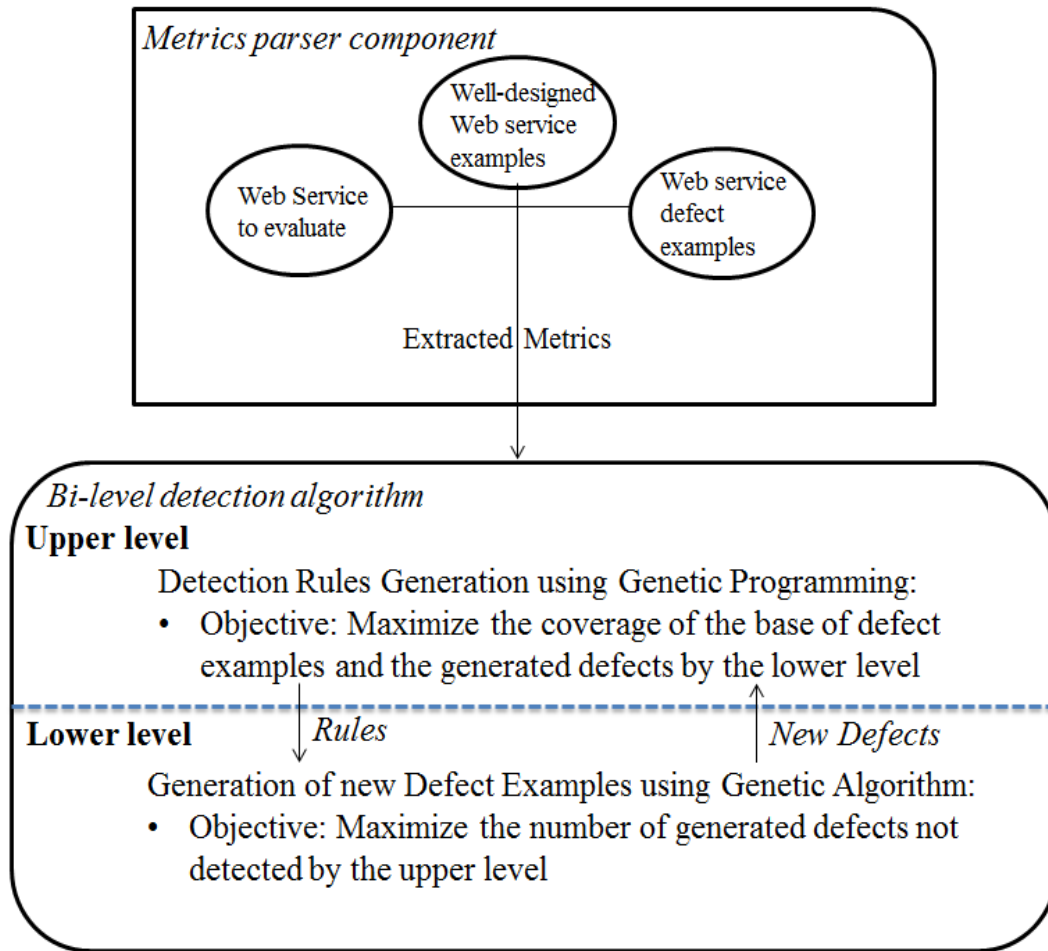 Metrics parser component
Well-designed
Web service
examples
Web Service
to evaluate
Web service
defect
examples
Extracted Metrics
Bi-level detection algorithm
Upper level
Detection Rules Generation using Genetic Programming:
• Objective: Maximize the coverage of the base of defect
examples and the generated defects by the lower level
Lower level
Rules
New Defects
Generation of new Defect Examples using Genetic Algorithm:
• Objective: Maximize the number of generated defects not
detected by the upper level